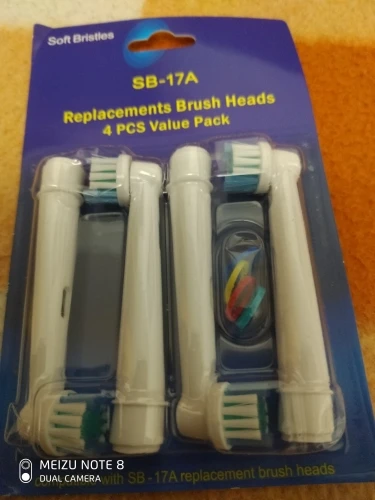 Soft Bristles
SB-17A
Replacements Brush Heads
4 PCS Value Pack
with SB -17A replacement brush heads
MEIZU NOTE 8
DUAL CAMERA